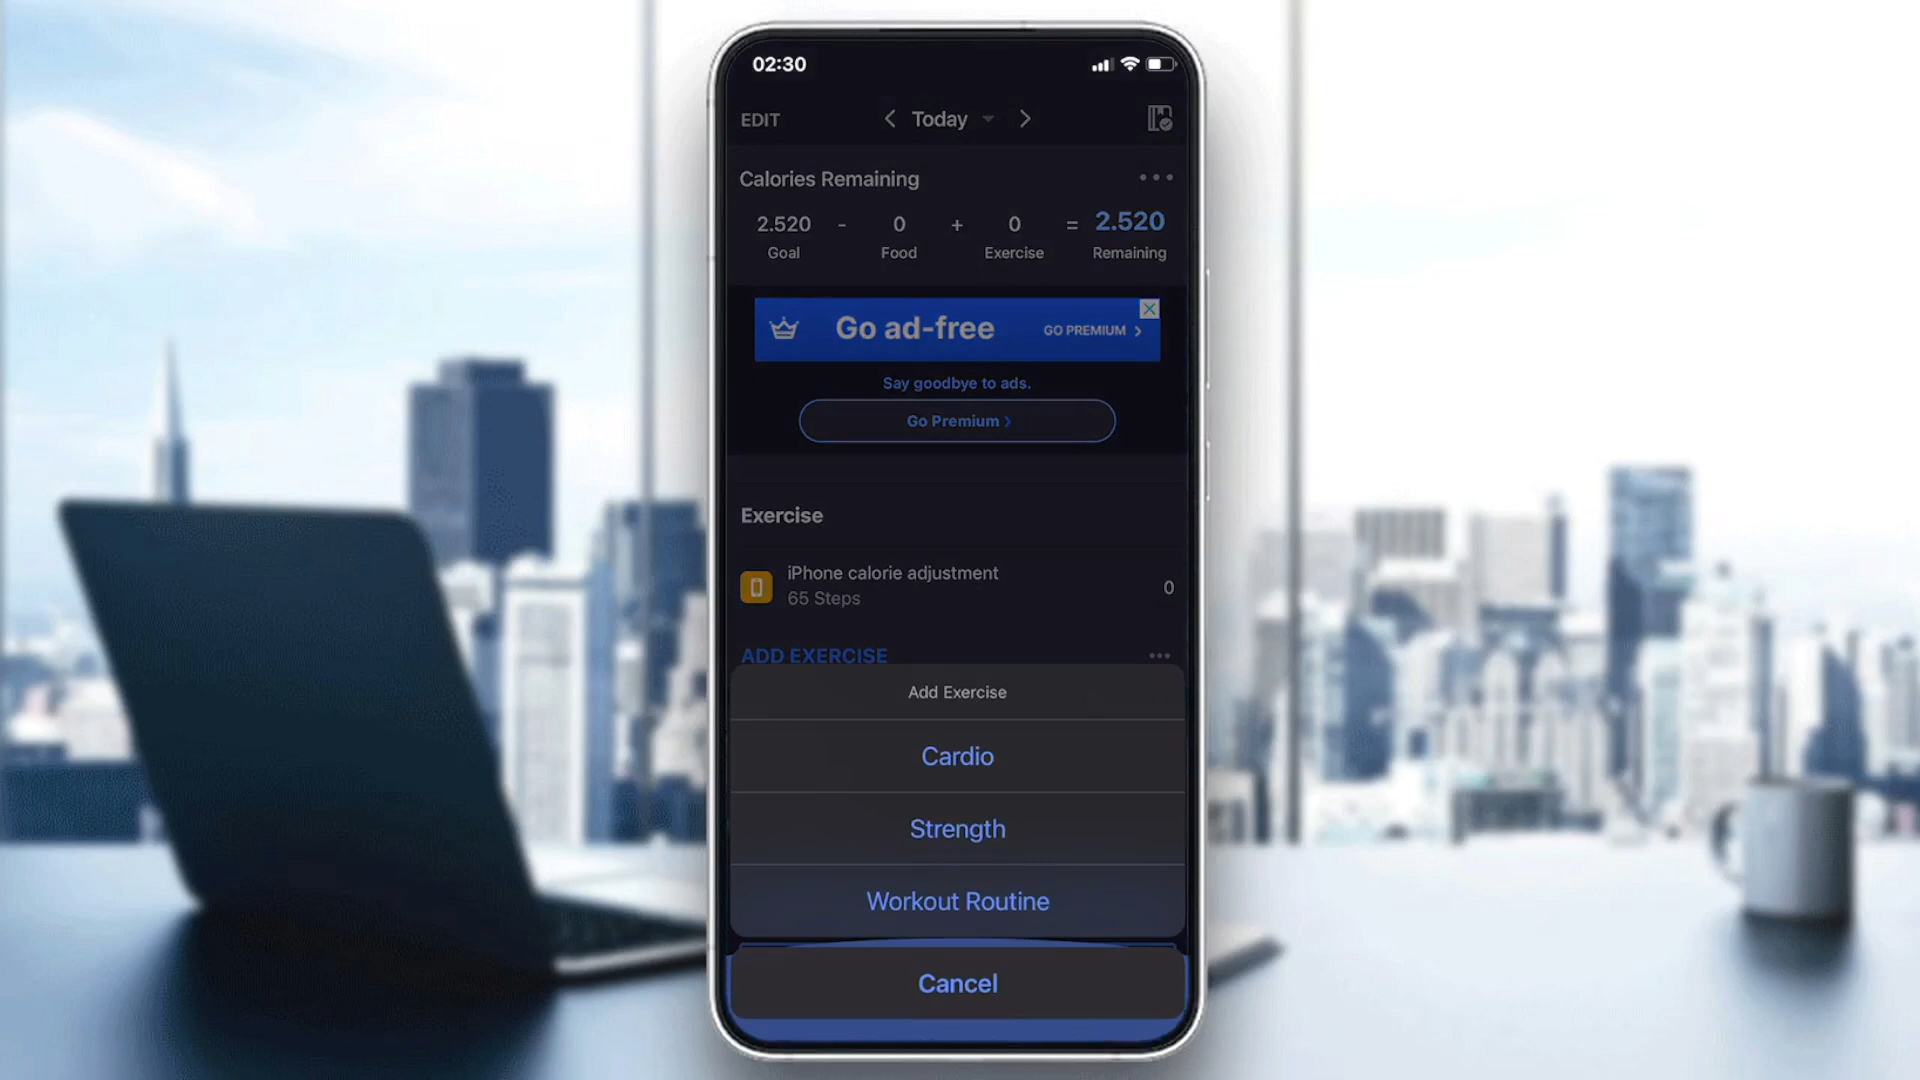 02:30
EDIT Today
Calories Remaining
2.520 - 0 + 0 = 2.520
Goal Food Exercise Remaining
Go ad-free GO PREMIUM >
Say goodbye to ads.
Go Premium >
Exercise
iPhone calorie adjustment
65 Steps 0
ADD EXERCISE
Add Exercise
Cardio
Strength
Workout Routine
Cancel